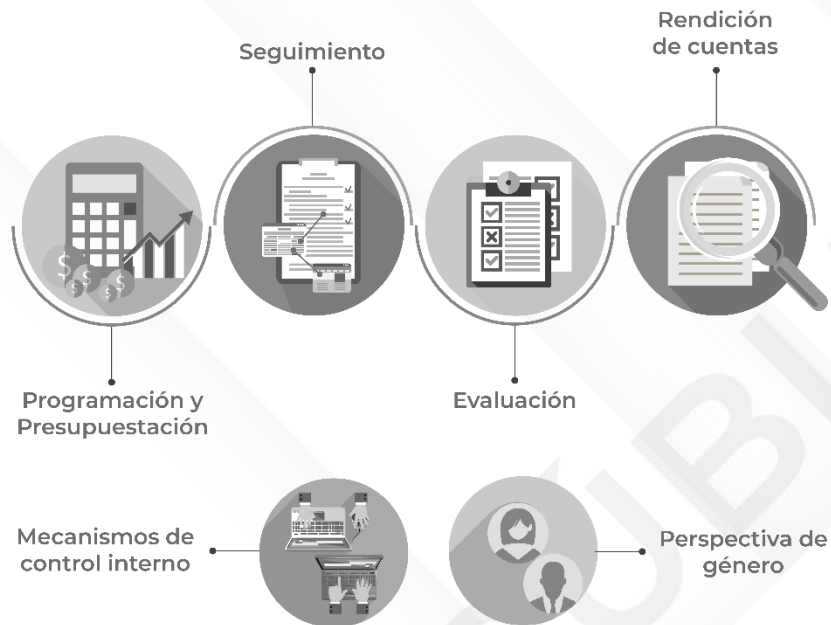 Rendición
de cuentas
Seguimiento
Programación y
Presupuestación
Evaluación
Mecanismos de
control interno
Perspectiva de
género